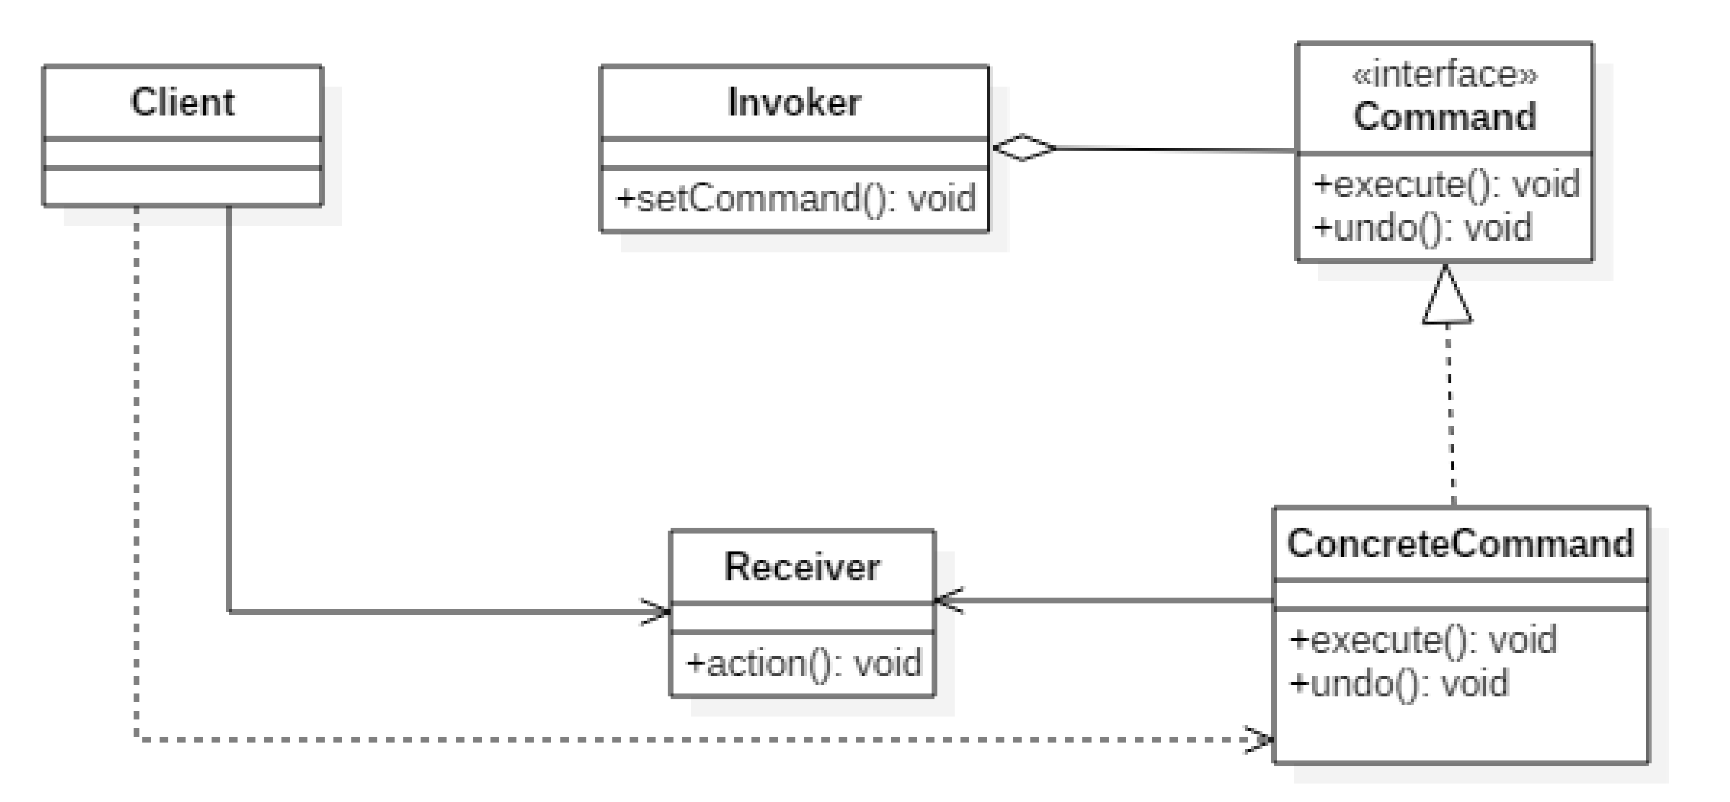 Client
Invoker
+setCommand(): void
«interface»
Command
+execute(): void
+undo(): void
Receiver
+action(): void
ConcreteCommand
+execute(): void
+undo(): void